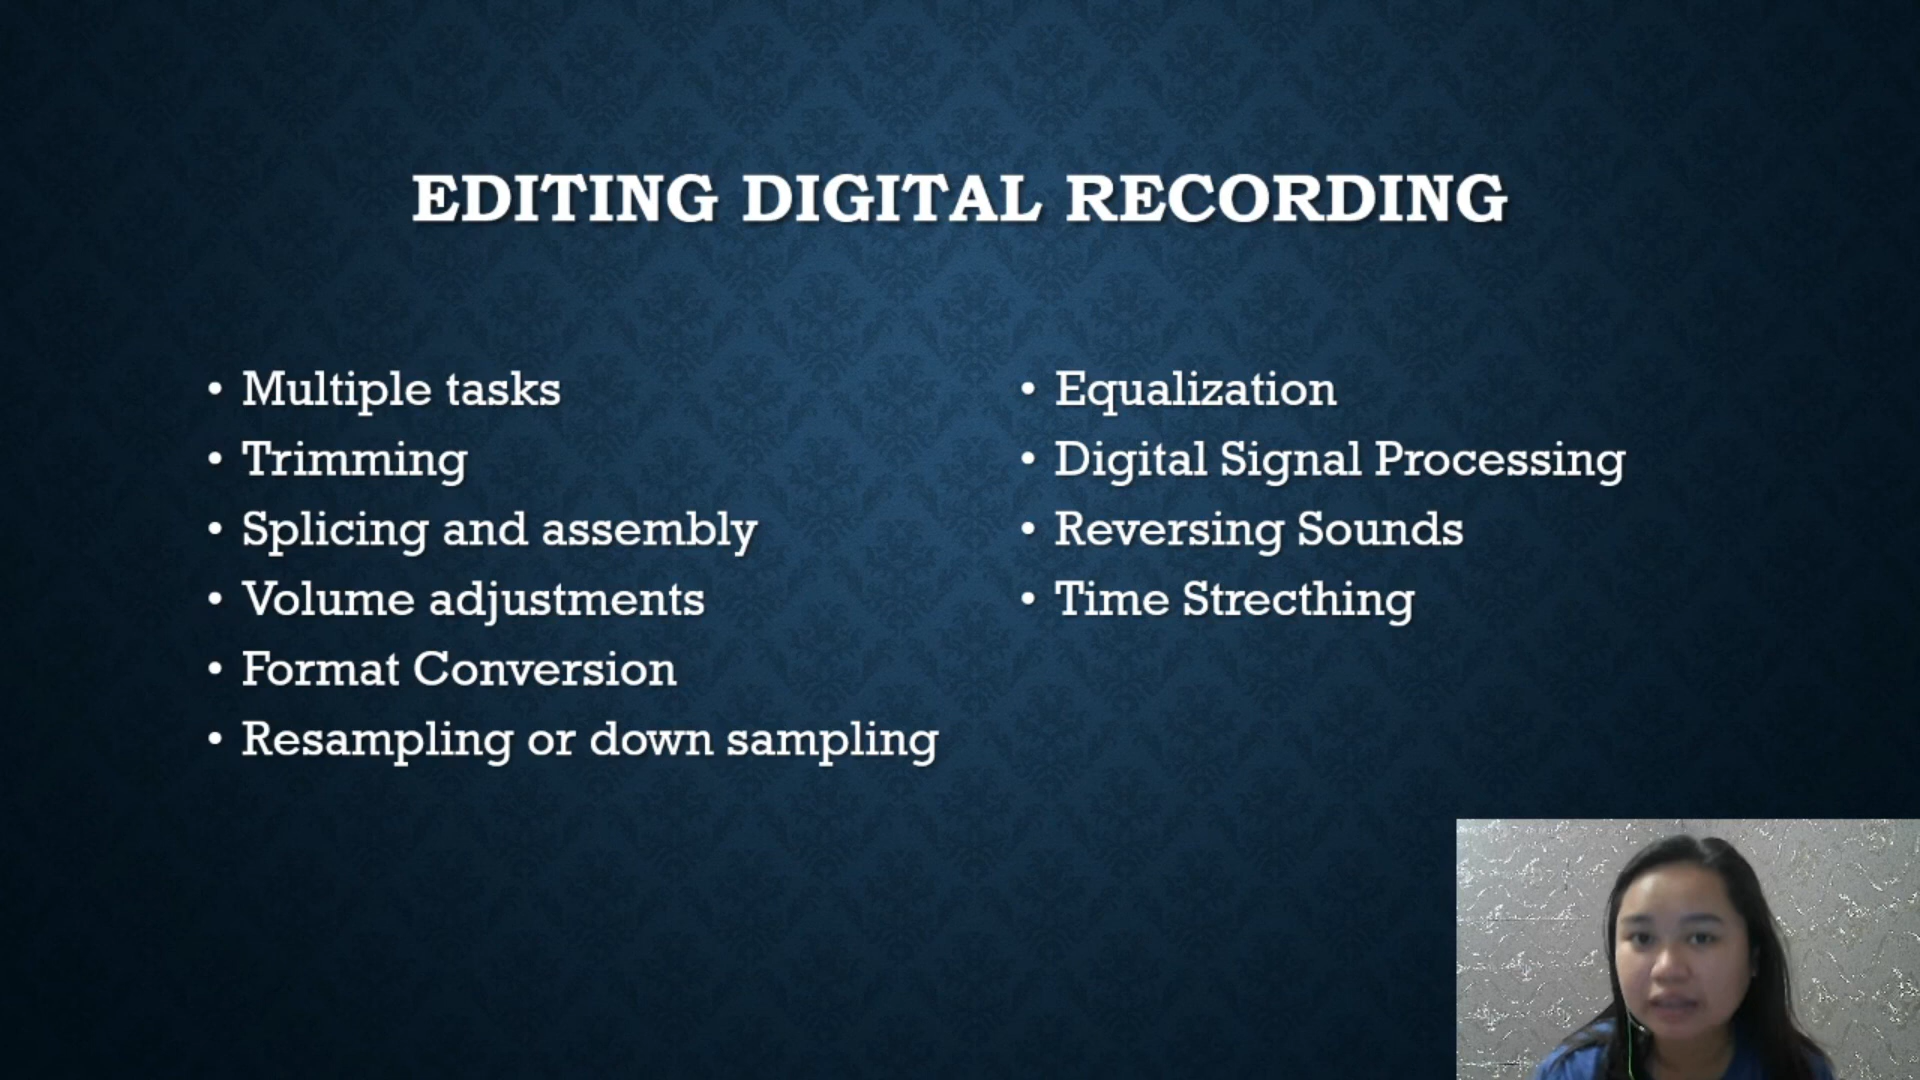 EDITING DIGITAL RECORDING
• Multiple tasks
• Trimming
• Splicing and assembly
• Volume adjustments
• Format Conversion
• Resampling or down sampling
• Equalization
• Digital Signal Processing
• Reversing Sounds
• Time Strecthing